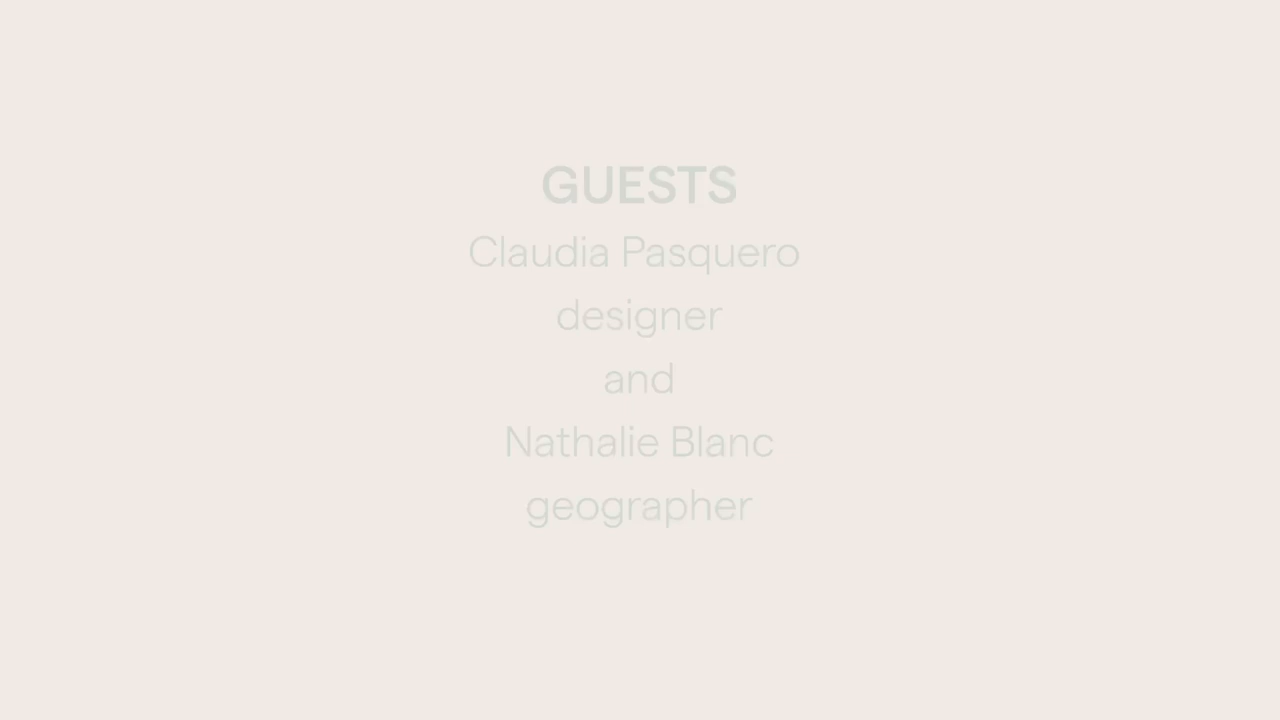 GUESTS
Claudia Pasquero
designer
and
Nathalie Blanc
geographer